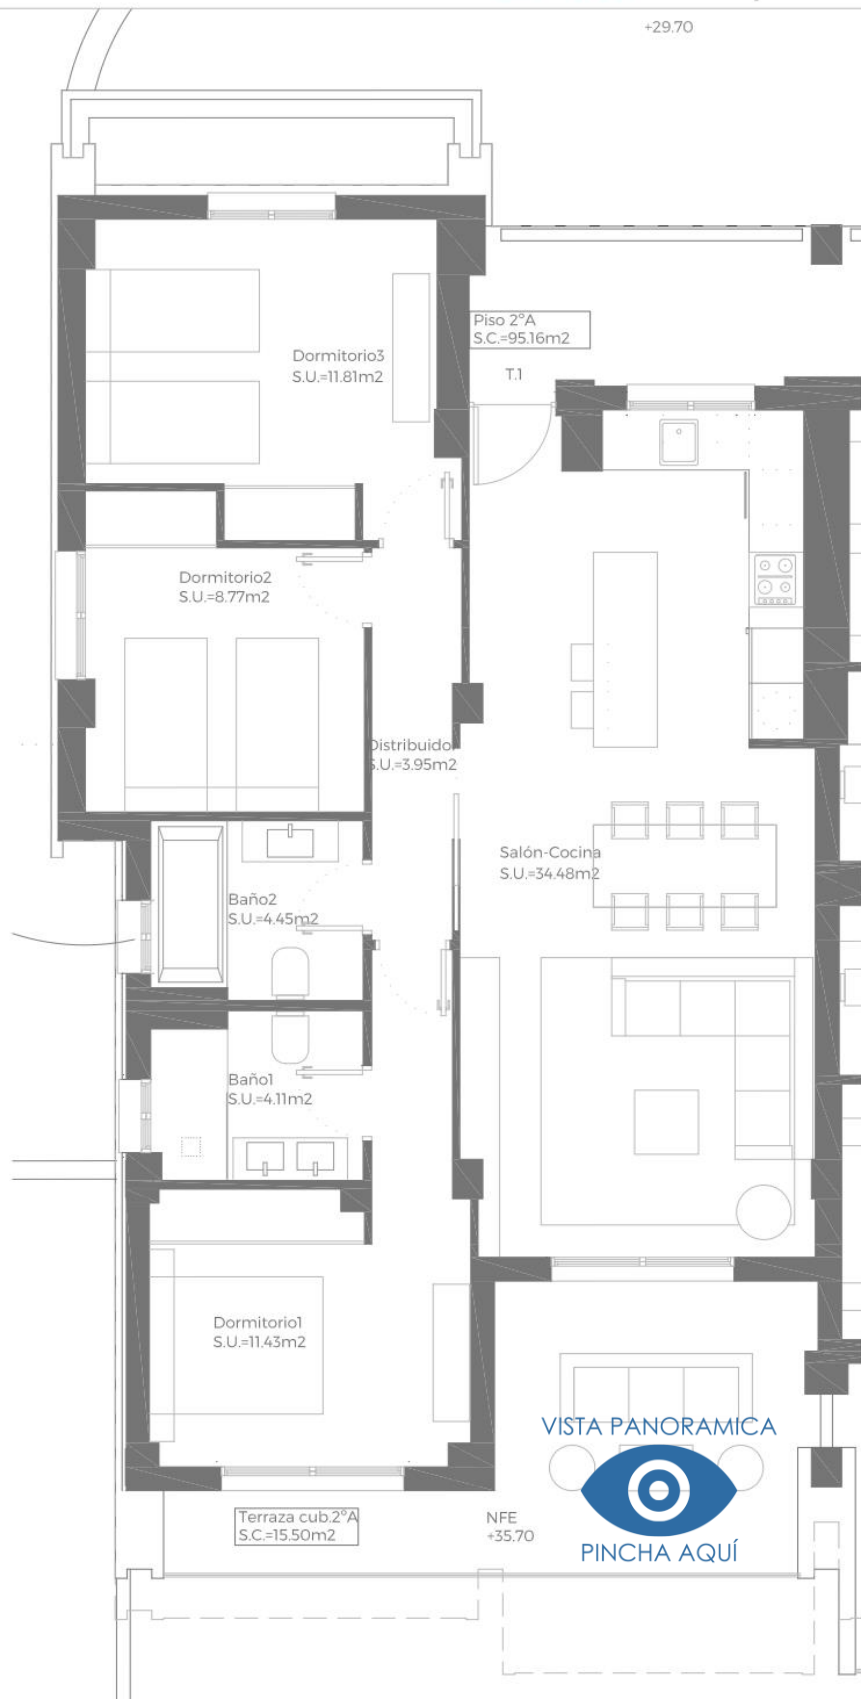 +29.70
Piso 2ºA
S.C.=95.16m2
T.1
Dormitorio3
S.U.=11.81m2
Dormitorio2
S.U.=8.77m2
Distribuidor
S.U.=3.95m2
Salón-Cocina
S.U.=34.48m2
Baño2
S.U.=4.45m2
Baño1
S.U.=4.11m2
Dormitorio1
S.U.=11.43m2
VISTA PANORAMICA
PINCHA AQUÍ
Terraza cub.2ºA
S.C.=15.50m2
NFE
+35.70